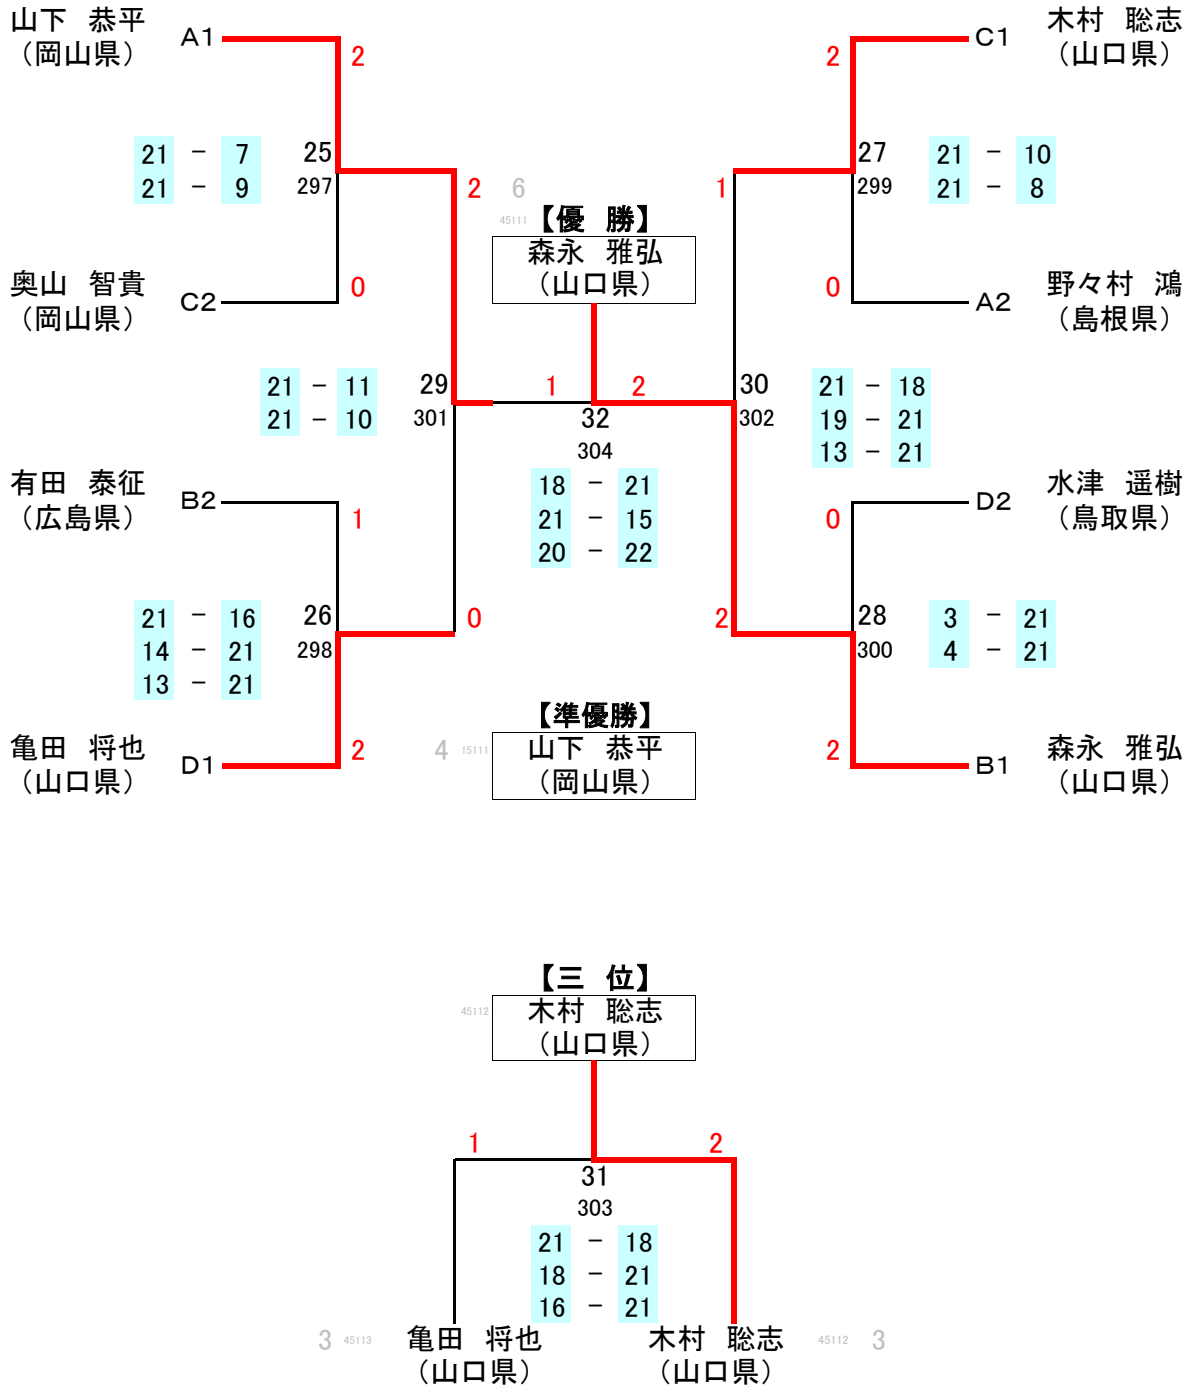 山下　恭平
（岡山県）
A1
2
木村　聡志
（山口県）
C1
2
21 － 7
21 － 9
25
297
27
299
21 － 10
21 － 8
2
6
1
45111
【優　勝】
森永　雅弘
（山口県）
奥山　智貴
（岡山県）
C2
0
0
A2
野々村　鴻
（島根県）
21 － 11
21 － 10
29
301
1
2
32
304
30
302
21 － 18
19 － 21
13 － 21
18 － 21
21 － 15
20 － 22
有田　泰征
（広島県）
B2
1
0
D2
水津　遥樹
（鳥取県）
21 － 16
14 － 21
13 － 21
26
298
0
2
28
300
3 － 21
4 － 21
亀田　将也
（山口県）
D1
2
4
15111
【準優勝】
山下　恭平
（岡山県）
2
B1
森永　雅弘
（山口県）
【三　位】
45112
木村　聡志
（山口県）
1
2
31
303
21 － 18
18 － 21
16 － 21
3
45113
亀田　将也
（山口県）
木村　聡志
（山口県）
45112
3